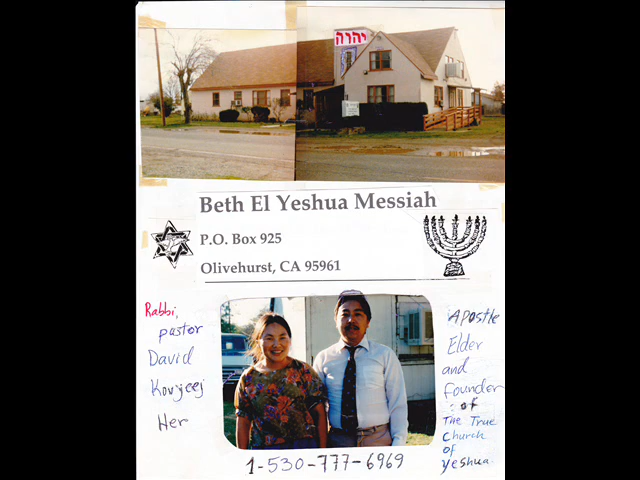 יהוה
Beth El Yeshua Messiah
P.O. Box 925
Olivehurst, CA 95961
Rabbi,
pastor
David
Kovjeej
Her
Apostle
Elder
and
founder
of
The True
Church
of
Yeshua.
1-530-777-6969